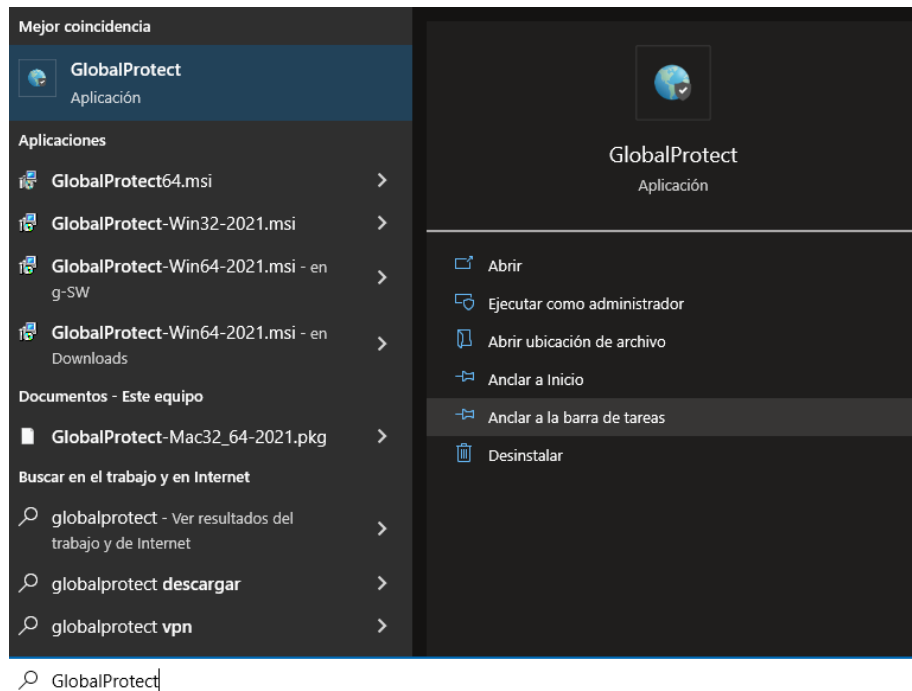 Mejor coincidencia
GlobalProtect
Aplicación
Aplicaciones
GlobalProtect64.msi
GlobalProtect-Win32-2021.msi
GlobalProtect-Win64-2021.msi - en
g-SW
GlobalProtect-Win64-2021.msi - en
Downloads
Documentos - Este equipo
GlobalProtect-Mac32_64-2021.pkg
Buscar en el trabajo y en Internet
globalprotect - Ver resultados del
trabajo y de Internet
globalprotect descargar
globalprotect vpn
GlobalProtect
GlobalProtect
Aplicación
Abrir
Ejecutar como administrador
Abrir ubicación de archivo
Anclar a Inicio
Anclar a la barra de tareas
Desinstalar